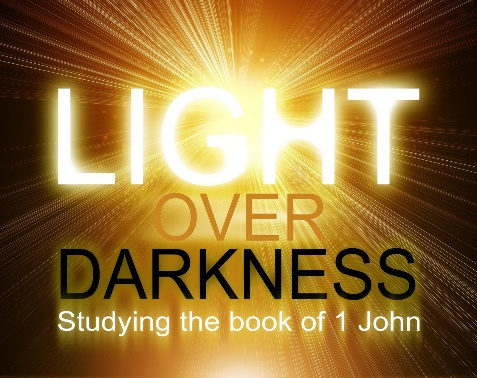 LIGHT
OVER
DARKNESS
Studying the book of 1 John